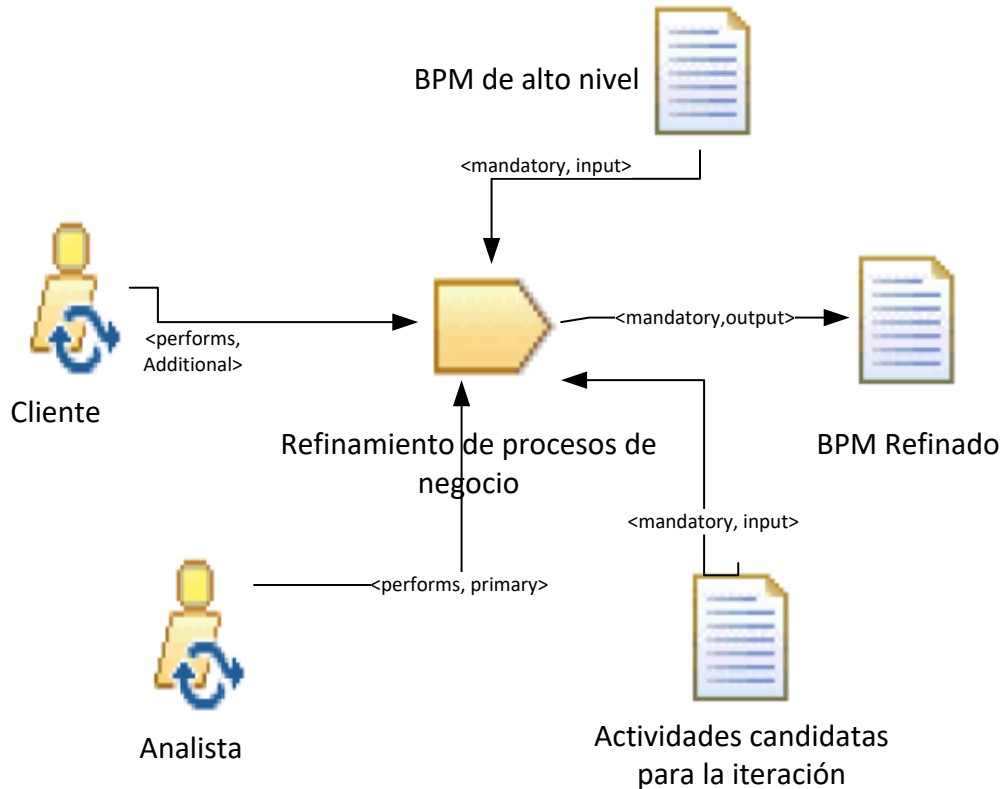 BPM de alto nivel
<mandatory, input>
<performs,
Additional>
<mandatory,output>
Cliente
Refinamiento de procesos de
negocio
BPM Refinado
<mandatory, input>
<performs, primary>
Analista
Actividades candidatas
para la iteración